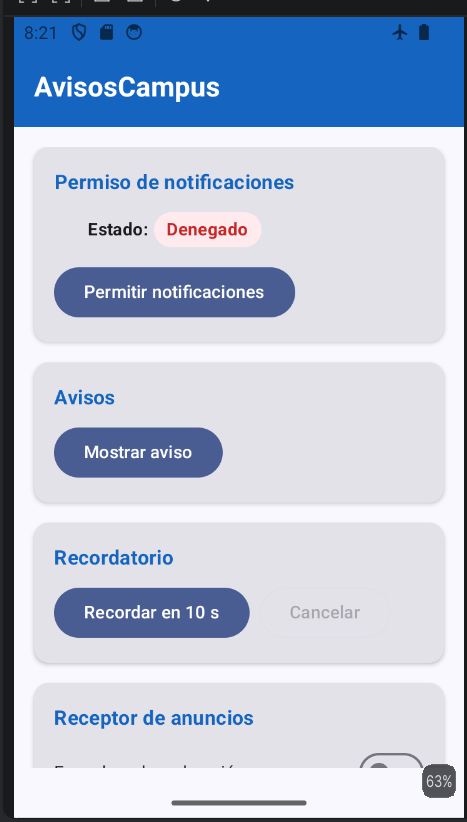 8:21
AvisosCampus
Permiso de notificaciones
Estado: Denegado
Permitir notificaciones
Avisos
Mostrar aviso
Recordatorio
Recordar en 10 s
Cancelar
Receptor de anuncios
63%